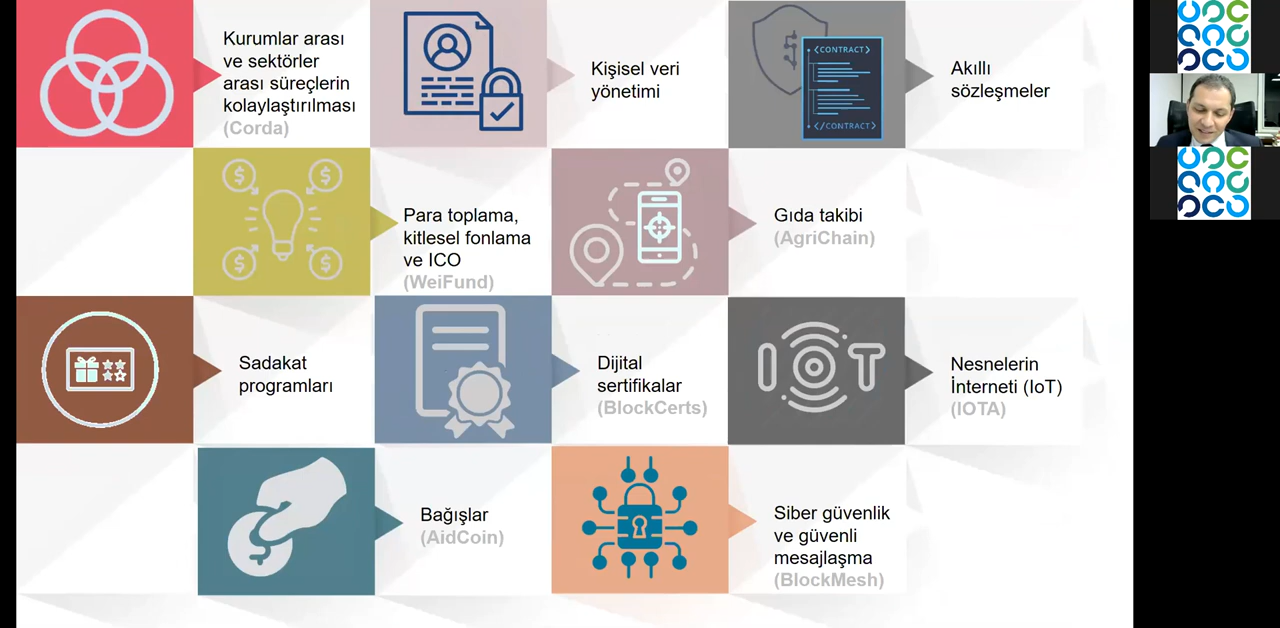 Kurumlar arası
ve sektörler
arası süreçlerin
kolaylaştırılması
(Corda)
Kişisel veri
yönetimi
<CONTRACT>
</CONTRACT>
Akıllı
sözleşmeler
Para toplama,
kitlesel fonlama
ve ICO
(WeiFund)
Gıda takibi
(AgriChain)
Sadakat
programları
Dijital
sertifikalar
(BlockCerts)
IOT
Nesnelerin
İnterneti (IoT)
(IOTA)
Bağışlar
(AidCoin)
Siber güvenlik
ve güvenli
mesajlaşma
(BlockMesh)